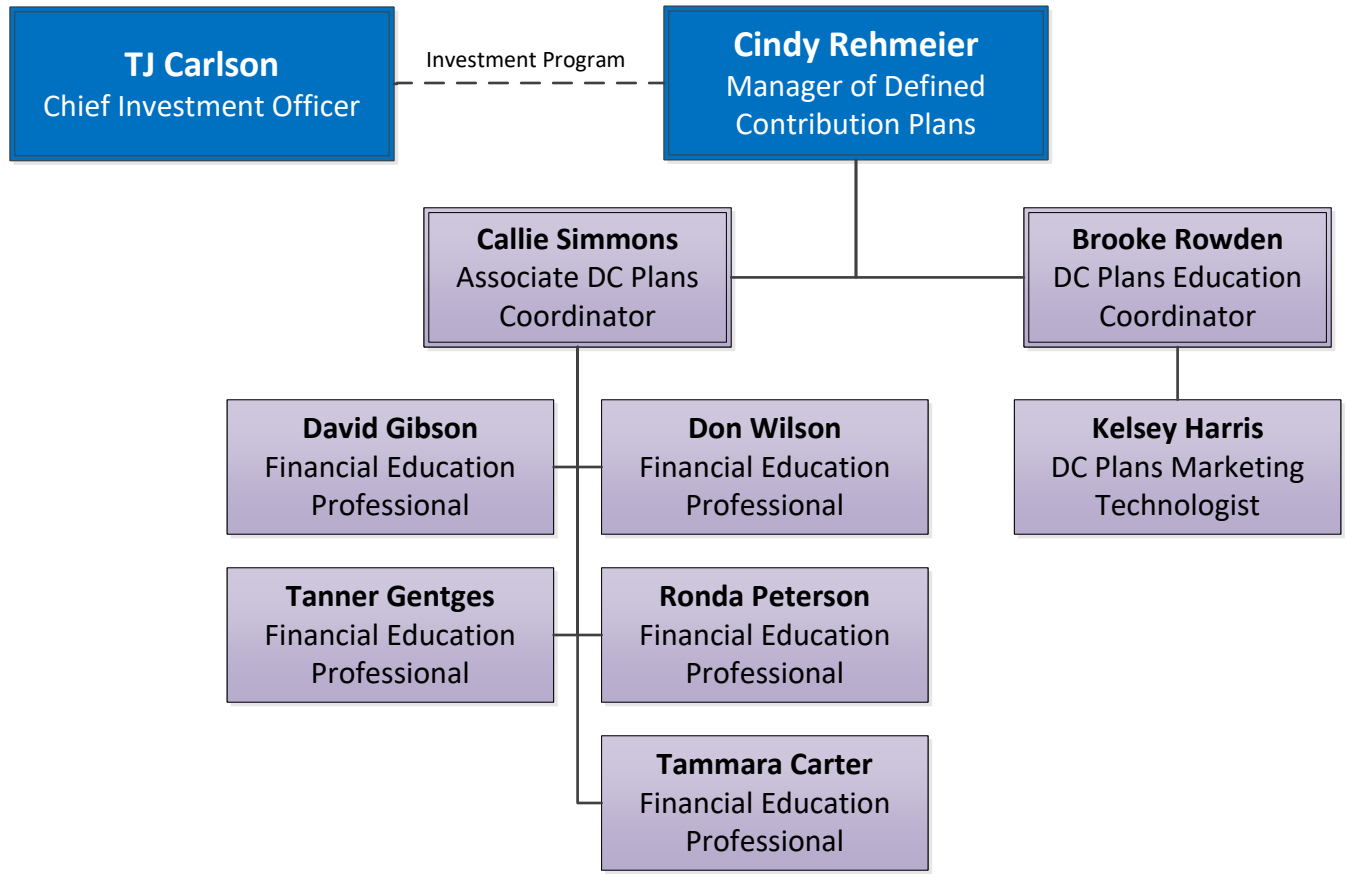 TJ Carlson
Chief Investment Officer
Investment Program
Cindy Rehmeier
Manager of Defined
Contribution Plans
Callie Simmons
Associate DC Plans
Coordinator
Brooke Rowden
DC Plans Education
Coordinator
David Gibson
Financial Education
Professional
Don Wilson
Financial Education
Professional
Kelsey Harris
DC Plans Marketing
Technologist
Tanner Gentges
Financial Education
Professional
Ronda Peterson
Financial Education
Professional
Tammara Carter
Financial Education
Professional